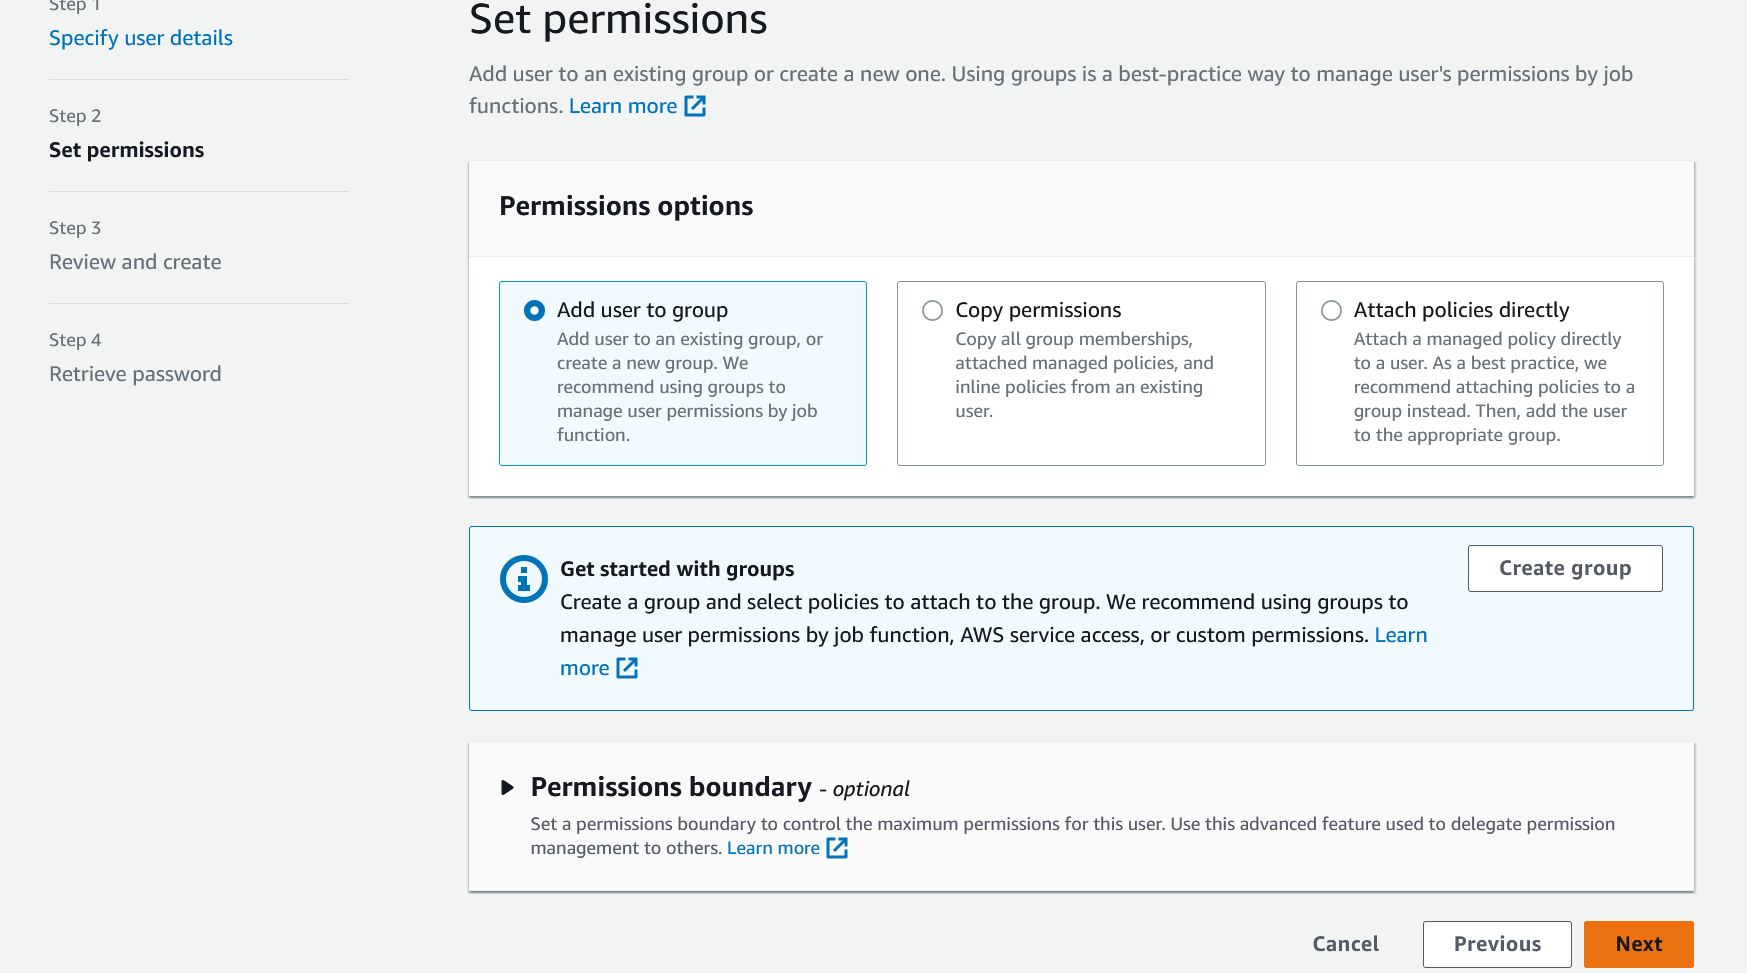 Step 1
Specify user details
Step 2
Set permissions
Step 3
Review and create
Step 4
Retrieve password
Set permissions
Add user to an existing group or create a new one. Using groups is a best-practice way to manage user's permissions by job
functions. Learn more
Permissions options
Add user to group
Add user to an existing group, or
create a new group. We
recommend using groups to
manage user permissions by job
function.
Copy permissions
Copy all group memberships,
attached managed policies, and
inline policies from an existing
user.
Attach policies directly
Attach a managed policy directly
to a user. As a best practice, we
recommend attaching policies to a
group instead. Then, add the user
to the appropriate group.
Get started with groups
Create a group and select policies to attach to the group. We recommend using groups to
manage user permissions by job function, AWS service access, or custom permissions. Learn
more
Create group
Permissions boundary - optional
Set a permissions boundary to control the maximum permissions for this user. Use this advanced feature used to delegate permission
management to others. Learn more
Cancel
Previous
Next